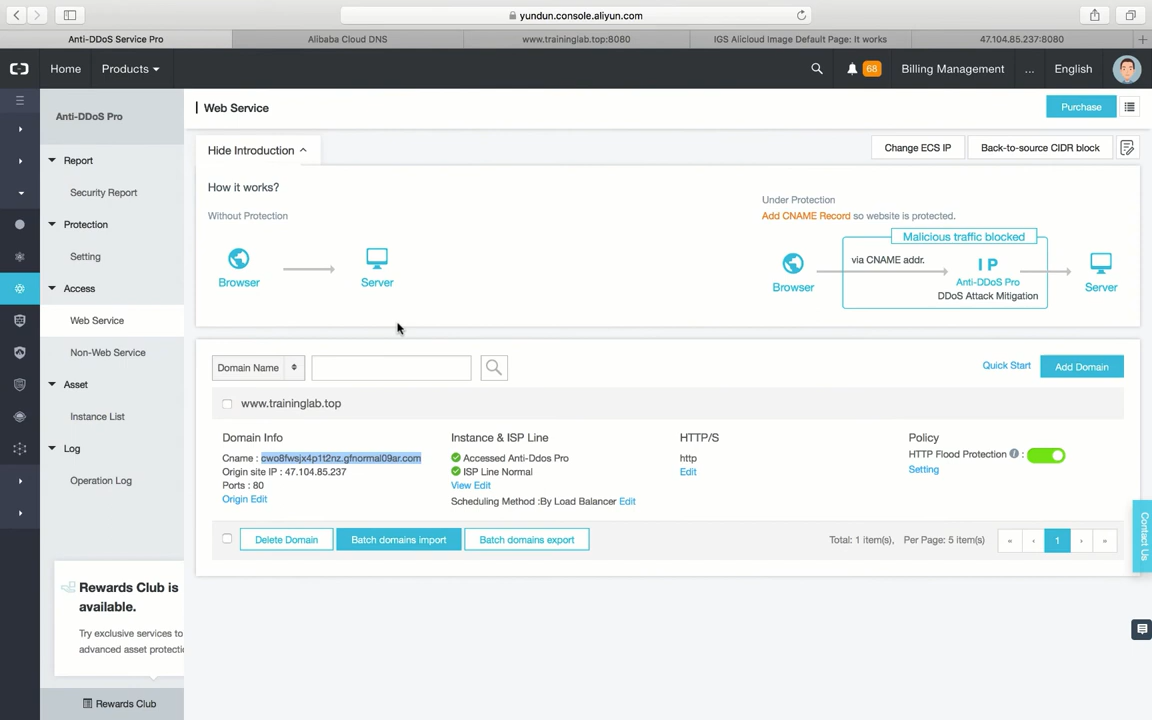 yundun.console.aliyun.com
Anti-DDoS Service Pro
Alibaba Cloud DNS
www.traininglab.top:8080
IGS Alicloud Image Default Page: It works
47.104.85.237:8080
Home
Products
68
Billing Management
...
English
Anti-DDoS Pro
Report
Security Report
Protection
Setting
Access
Web Service
Non-Web Service
Asset
Instance List
Log
Operation Log
Rewards Club is
available.
Try exclusive services to
advanced asset protecti
Rewards Club
Web Service
Purchase
Hide Introduction
Change ECS IP
Back-to-source CIDR block
How it works?
Without Protection
Browser
Server
Under Protection
Add CNAME Record so website is protected.
Malicious traffic blocked
via CNAME addr.
IP
Anti-DDoS Pro
DDoS Attack Mitigation
Browser
Server
Domain Name
Quick Start
Add Domain
www.traininglab.top
Domain Info
Cname : cwo8fwsjx4p1t2nz.gfnormal09ar.com
Origin site IP : 47.104.85.237
Ports : 80
Origin Edit
Instance & ISP Line
Accessed Anti-Ddos Pro
ISP Line Normal
View Edit
Scheduling Method :By Load Balancer Edit
HTTP/S
http
Edit
Policy
HTTP Flood Protection
Setting
Delete Domain
Batch domains import
Batch domains export
Total: 1 item(s), Per Page: 5 item(s)
« ‹ 1 › »
Contact Us